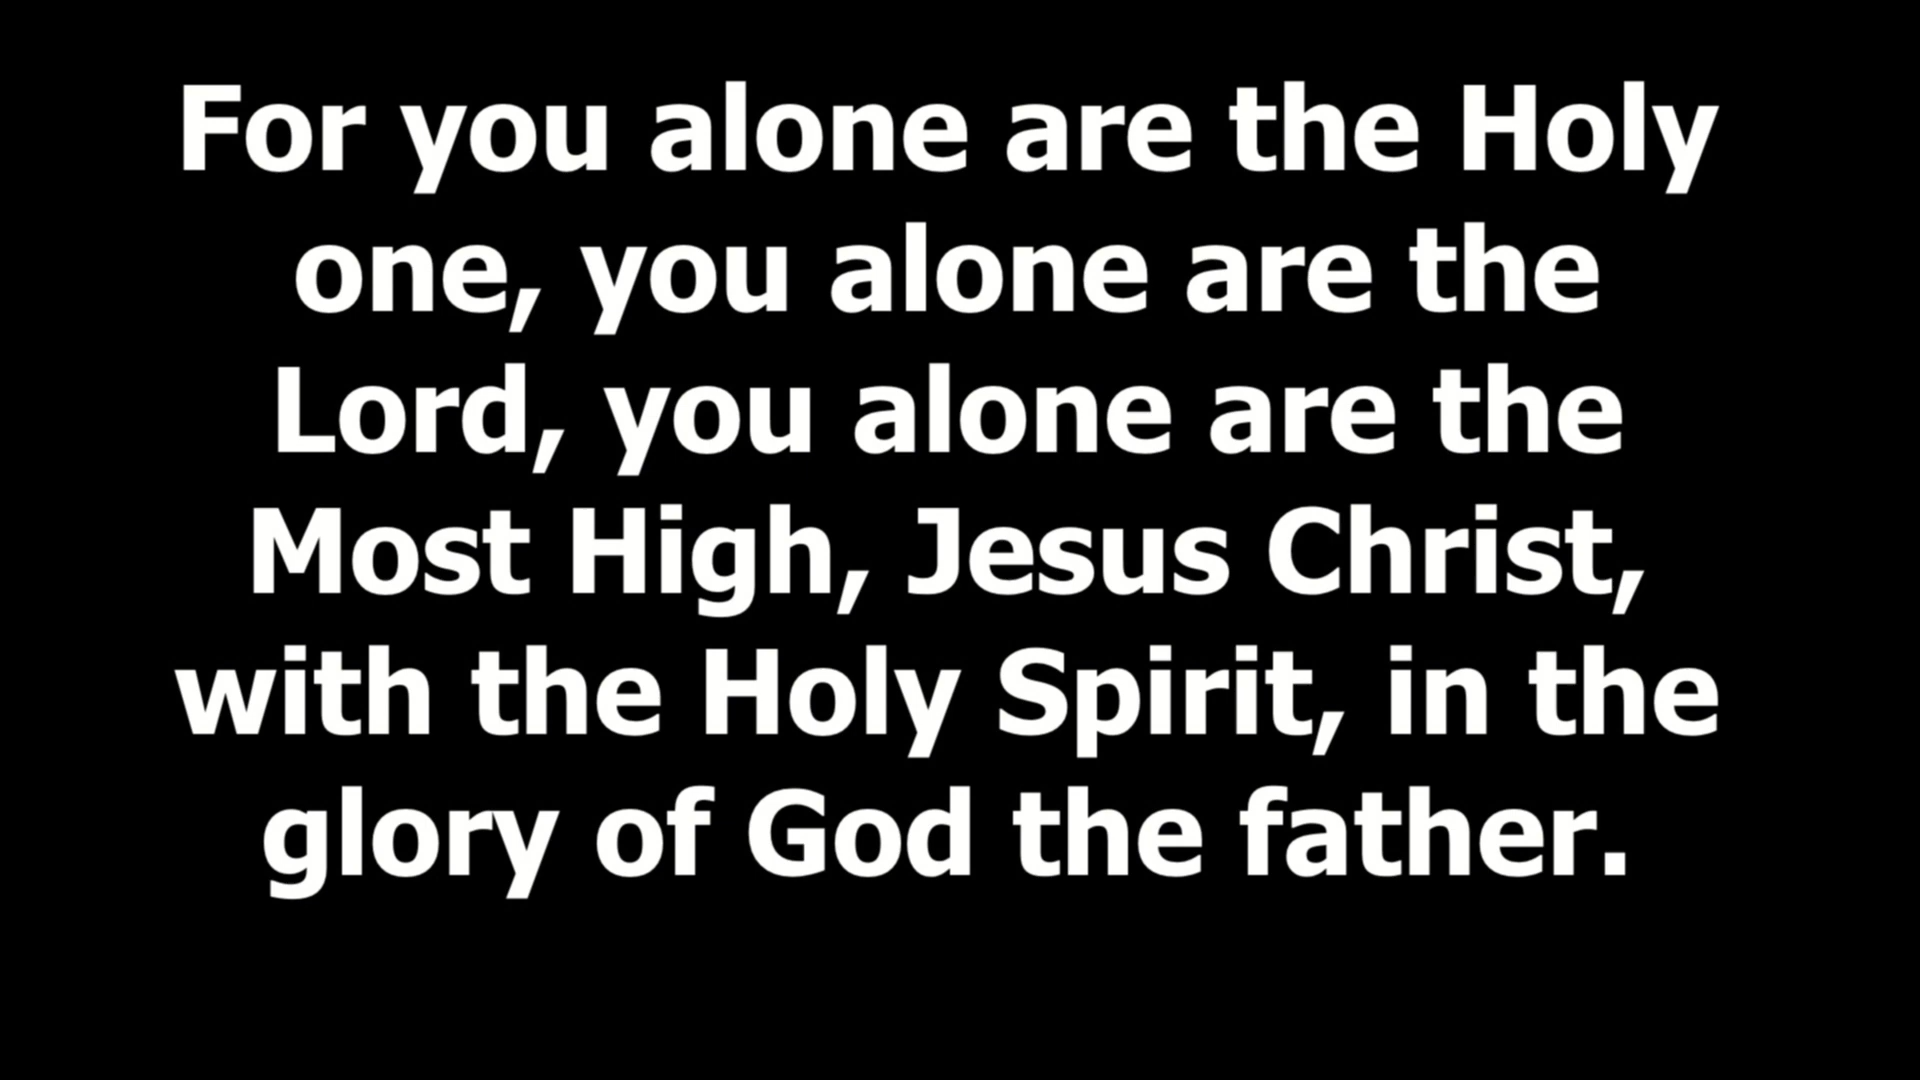 For you alone are the Holy
one, you alone are the
Lord, you alone are the
Most High, Jesus Christ,
with the Holy Spirit, in the
glory of God the father.